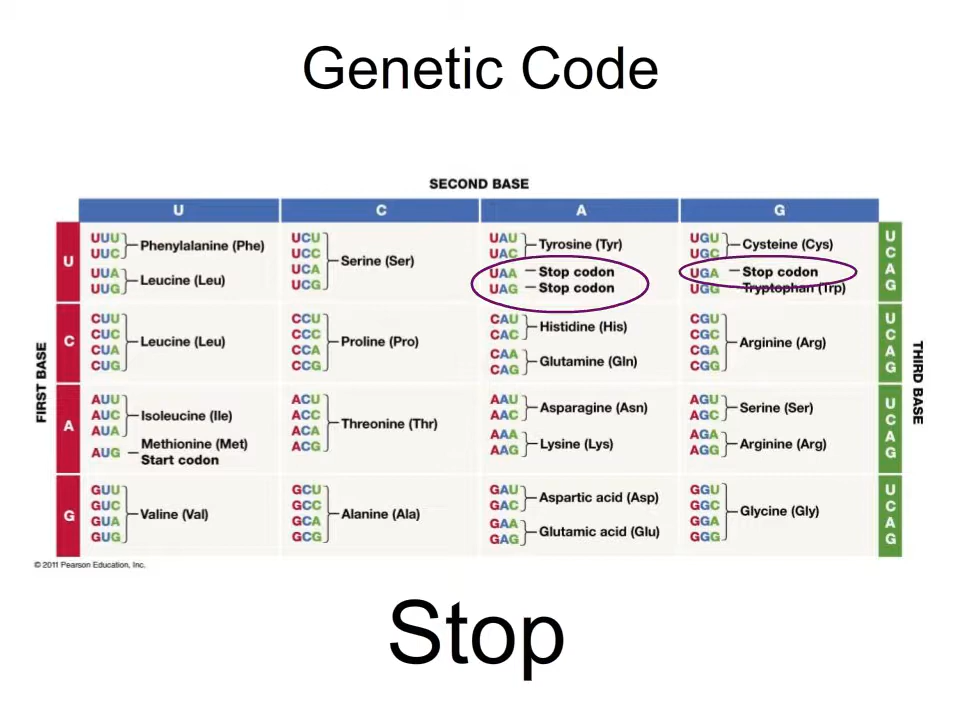 Genetic Code
SECOND BASE
U C A G
FIRST BASE
THIRD BASE
U
UUU
UUC
Phenylalanine (Phe)
UUA
UUG
Leucine (Leu)
UCU
UCC
UCA
UCG
Serine (Ser)
UAU
UAC
Tyrosine (Tyr)
UAA Stop codon
UAG Stop codon
UGU
UGC
Cysteine (Cys)
UGA Stop codon
UGG Tryptophan (Trp)
U
C
A
G
C
CUU
CUC
CUA
CUG
Leucine (Leu)
CCU
CCC
CCA
CCG
Proline (Pro)
CAU
CAC
Histidine (His)
CAA
CAG
Glutamine (Gln)
CGU
CGC
CGA
CGG
Arginine (Arg)
U
C
A
G
A
AUU
AUC
AUA
Isoleucine (Ile)
AUG Methionine (Met)
Start codon
ACU
ACC
ACA
ACG
Threonine (Thr)
AAU
AAC
Asparagine (Asn)
AAA
AAG
Lysine (Lys)
AGU
AGC
Serine (Ser)
AGA
AGG
Arginine (Arg)
U
C
A
G
G
GUU
GUC
GUA
GUG
Valine (Val)
GCU
GCC
GCA
GCG
Alanine (Ala)
GAU
GAC
Aspartic acid (Asp)
GAA
GAG
Glutamic acid (Glu)
GGU
GGC
GGA
GGG
Glycine (Gly)
U
C
A
G
© 2011 Pearson Education, Inc.
Stop